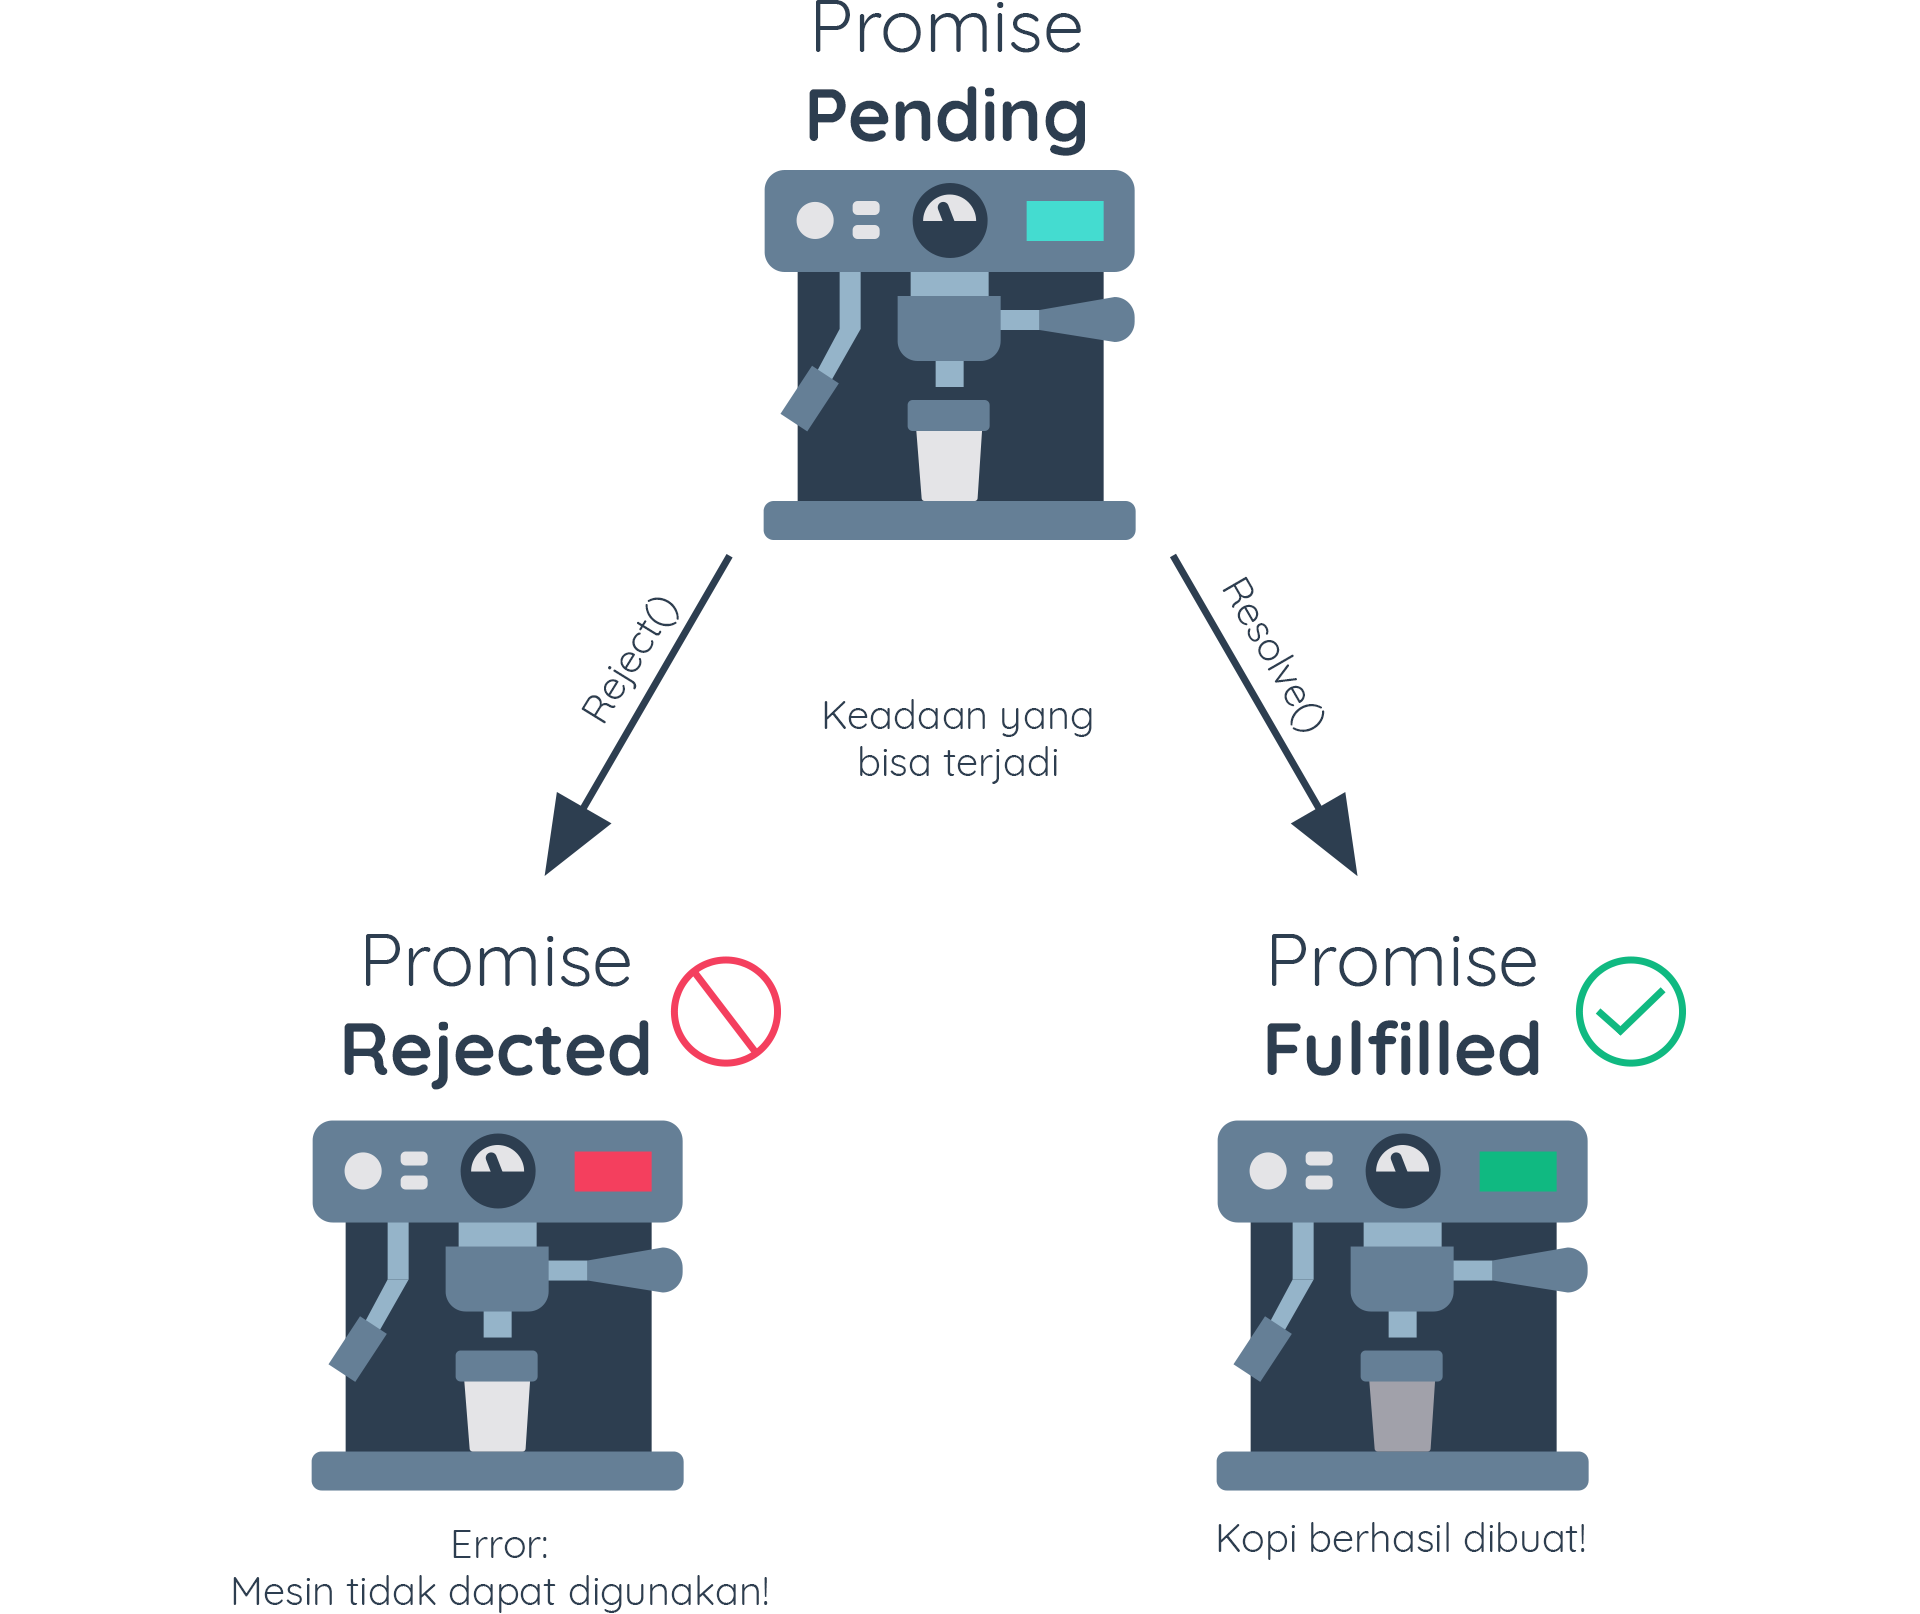 Promise
Pending
Reject()
Resolve()
Keadaan yang
bisa terjadi
Promise
Rejected
Promise
Fulfilled
Error:
Mesin tidak dapat digunakan!
Kopi berhasil dibuat!